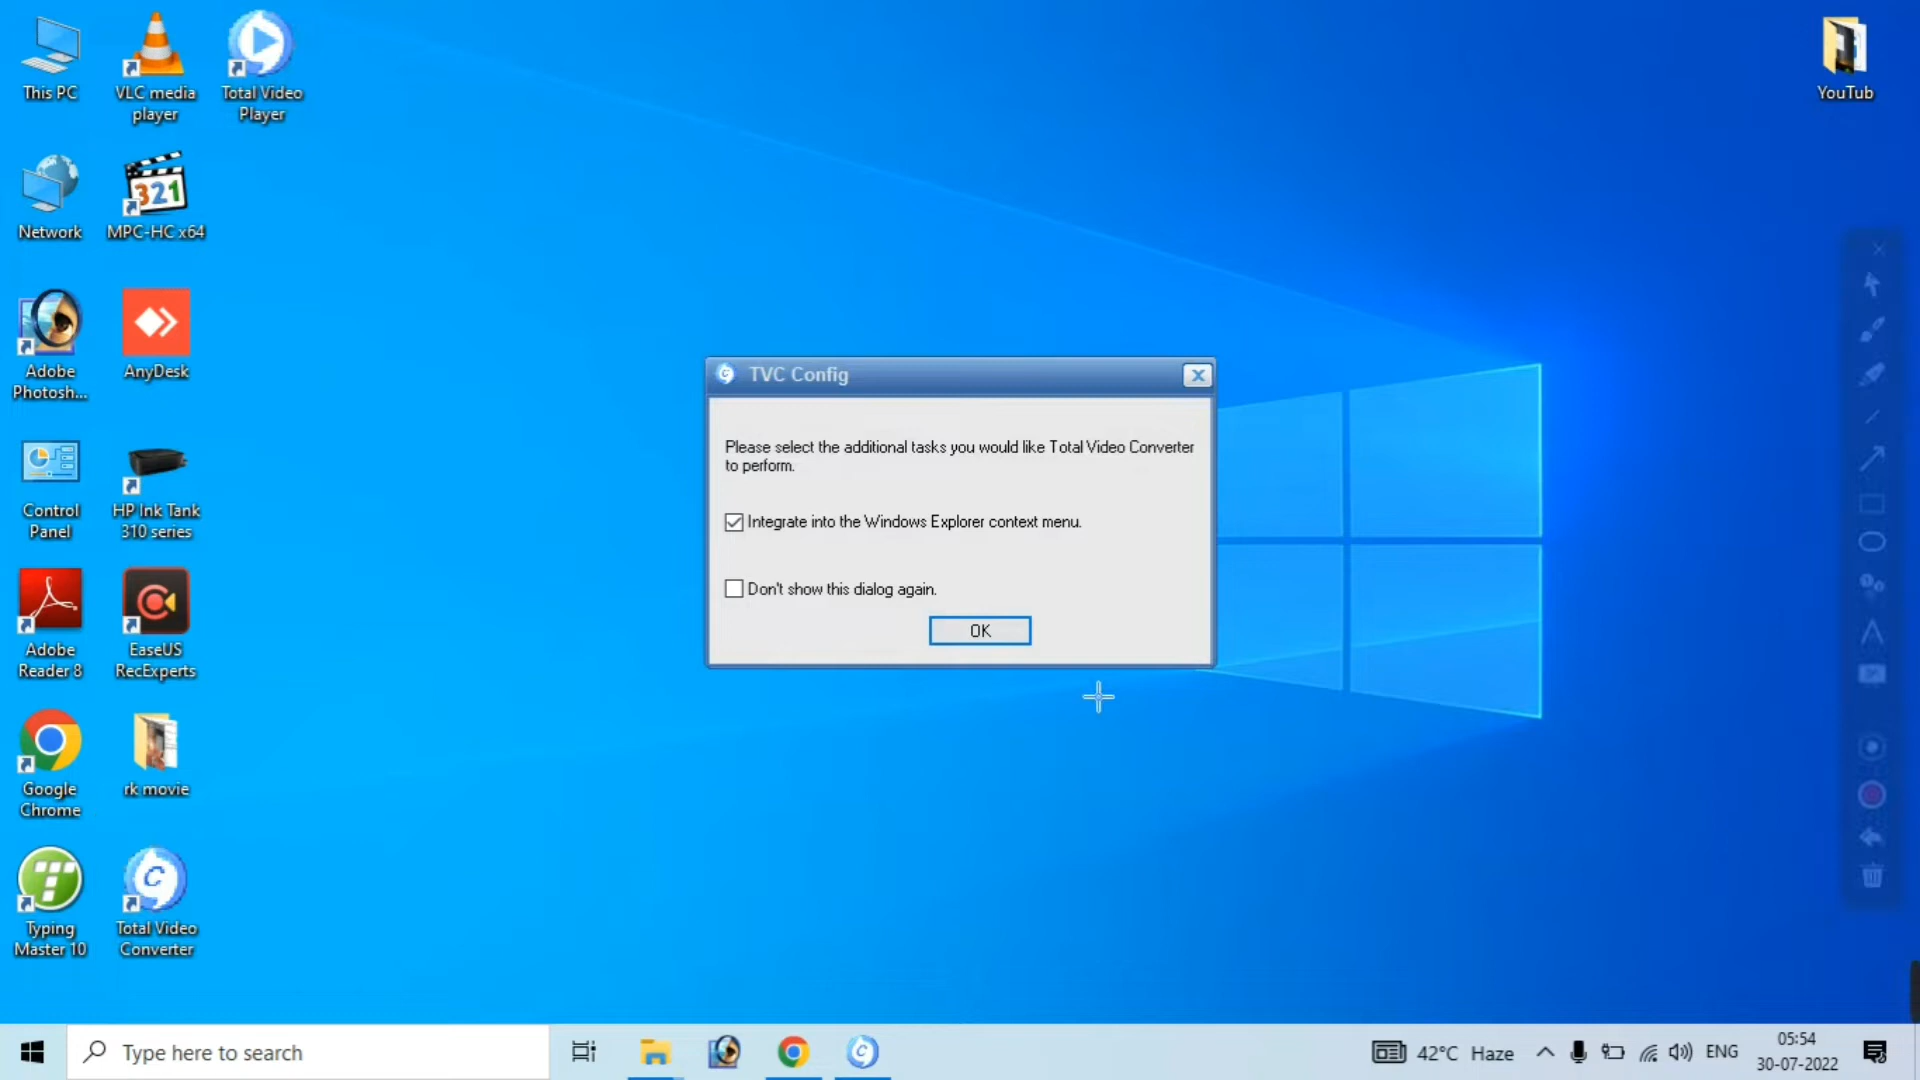 This PC
VLC media
player
Total Video
Player
YouTub
Network
321
MPC-HC x64
Adobe
Photosh...
AnyDesk
TVC Config
Please select the additional tasks you would like Total Video Converter
to perform.
Integrate into the Windows Explorer context menu.
Don't show this dialog again.
OK
Control
Panel
HP Ink Tank
310 series
Adobe
Reader 8
EaseUS
RecExperts
Google
Chrome
rk movie
Typing
Master 10
Total Video
Converter
Type here to search
42°C Haze
ENG
05:54
30-07-2022